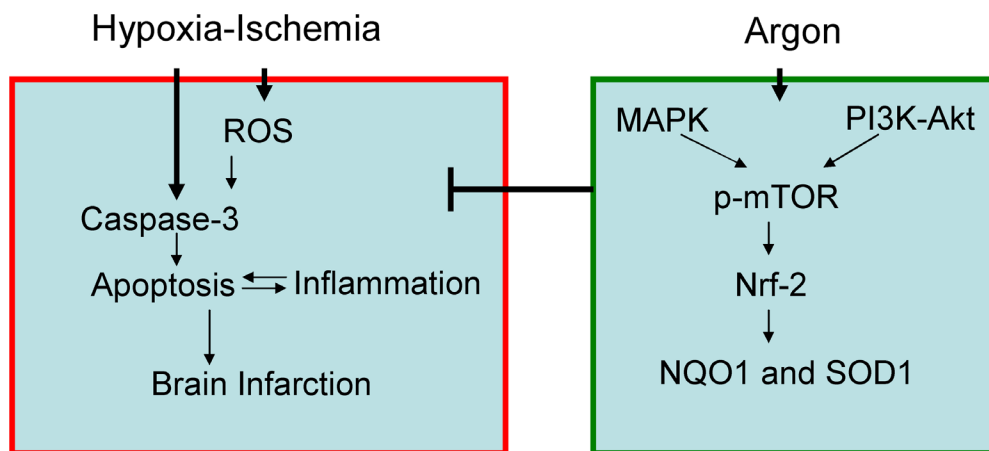 Hypoxia-Ischemia
ROS
Caspase-3
Apoptosis
Inflammation
Brain Infarction
Argon
MAPK
PI3K-Akt
p-mTOR
Nrf-2
NQO1 and SOD1